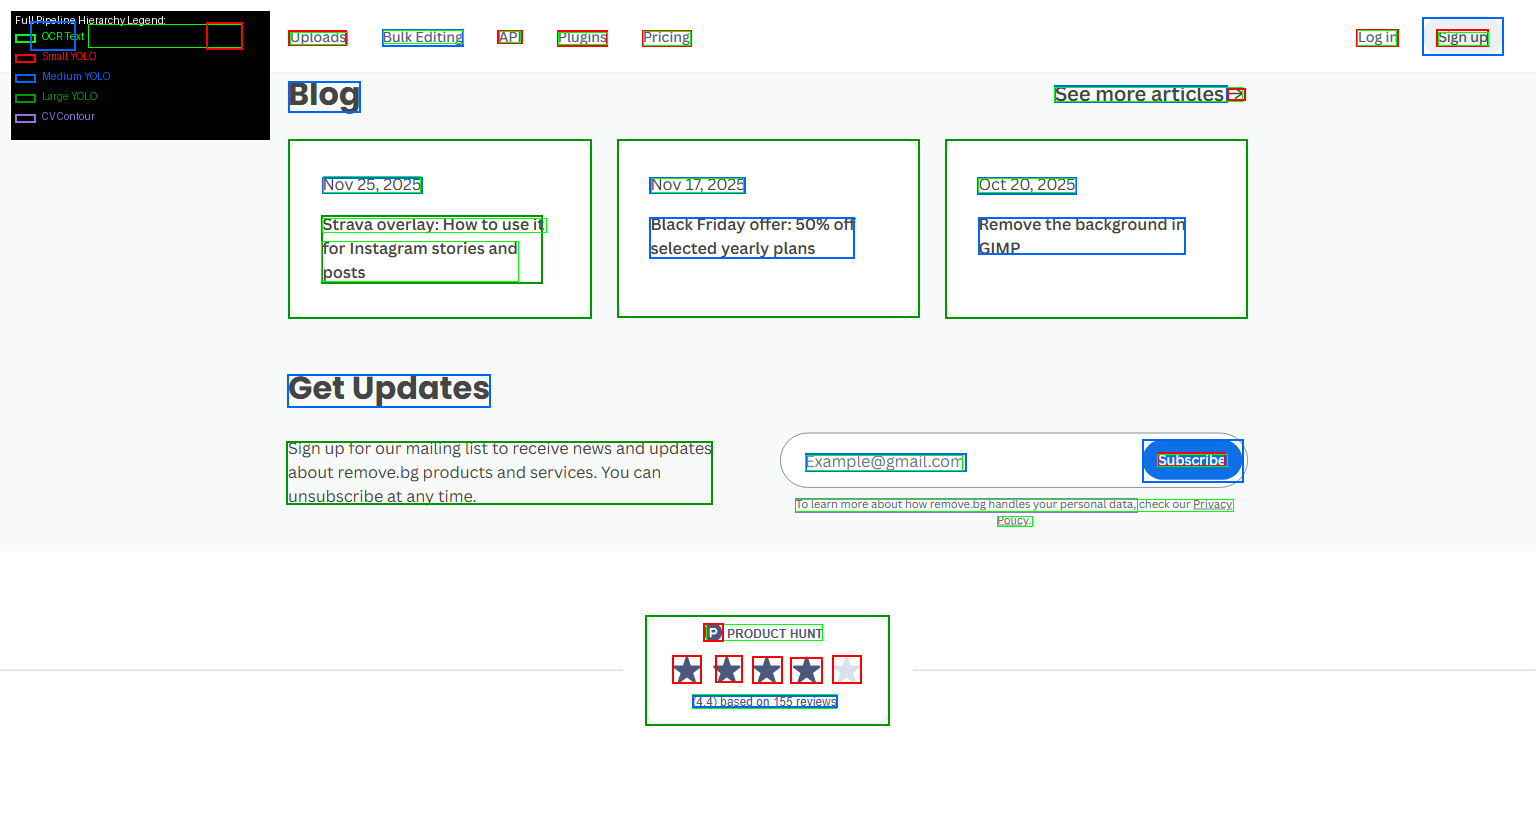 Full Pipeline Hierarchy Legend:
OCR Text
Small YOLO
Medium YOLO
Large YOLO
CV Contour
Uploads
Bulk Editing
API
Plugins
Pricing
Log in
Sign up
Blog
See more articles
Nov 25, 2025
Strava overlay: How to use it
for Instagram stories and
posts
Nov 17, 2025
Black Friday offer: 50% off
selected yearly plans
Oct 20, 2025
Remove the background in
GIMP
Get Updates
Sign up for our mailing list to receive news and updates
about remove.bg products and services. You can
unsubscribe at any time.
Example@gmail.com
Subscribe
To learn more about how remove.bg handles your personal data, check our Privacy
Policy.
P PRODUCT HUNT
(4.4) based on 155 reviews